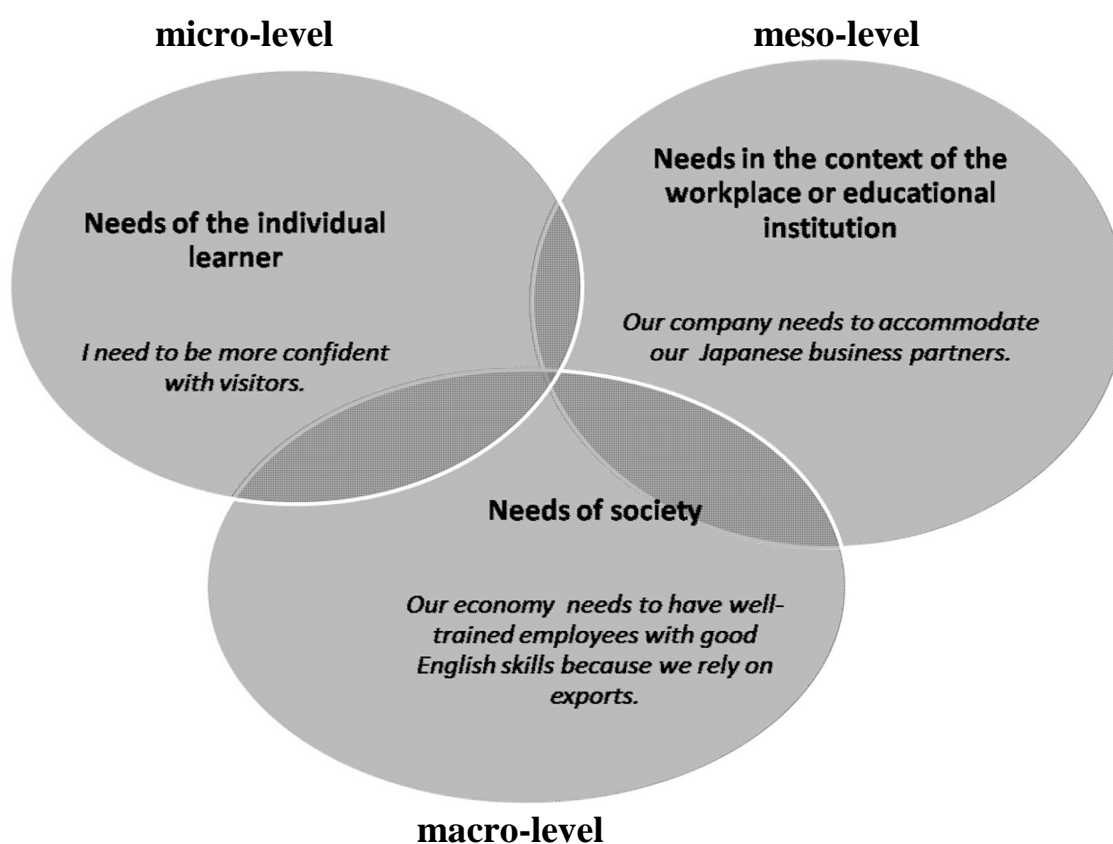 micro-level
meso-level
Needs of the individual
learner
I need to be more confident
with visitors.
Needs in the context of the
workplace or educational
institution
Our company needs to accommodate
our Japanese business partners.
Needs of society
Our economy needs to have well-
trained employees with good
English skills because we rely on
exports.
macro-level